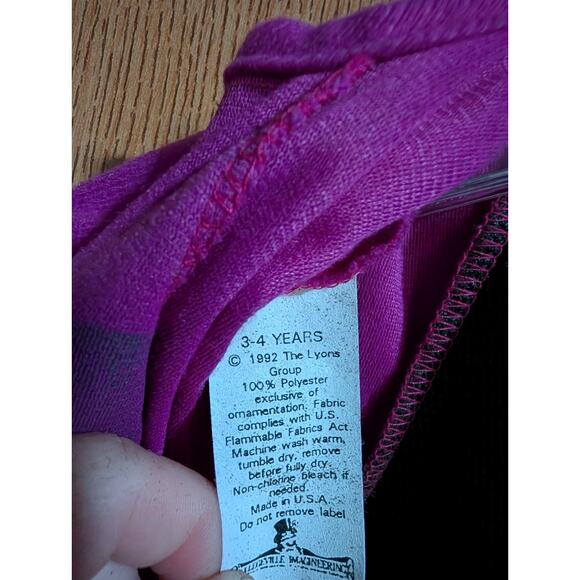 3-4 YEARS
© 1992 The Lyons
Group
100% Polyester
exclusive of
ornamentation. Fabric
complies with U.S.
Flammable Fabrics Act.
Machine wash warm,
tumble dry, remove
before fully dry.
Non-chlorine bleach if
needed.
Made in U.S.A.
Do not remove label
IMAGINEERING